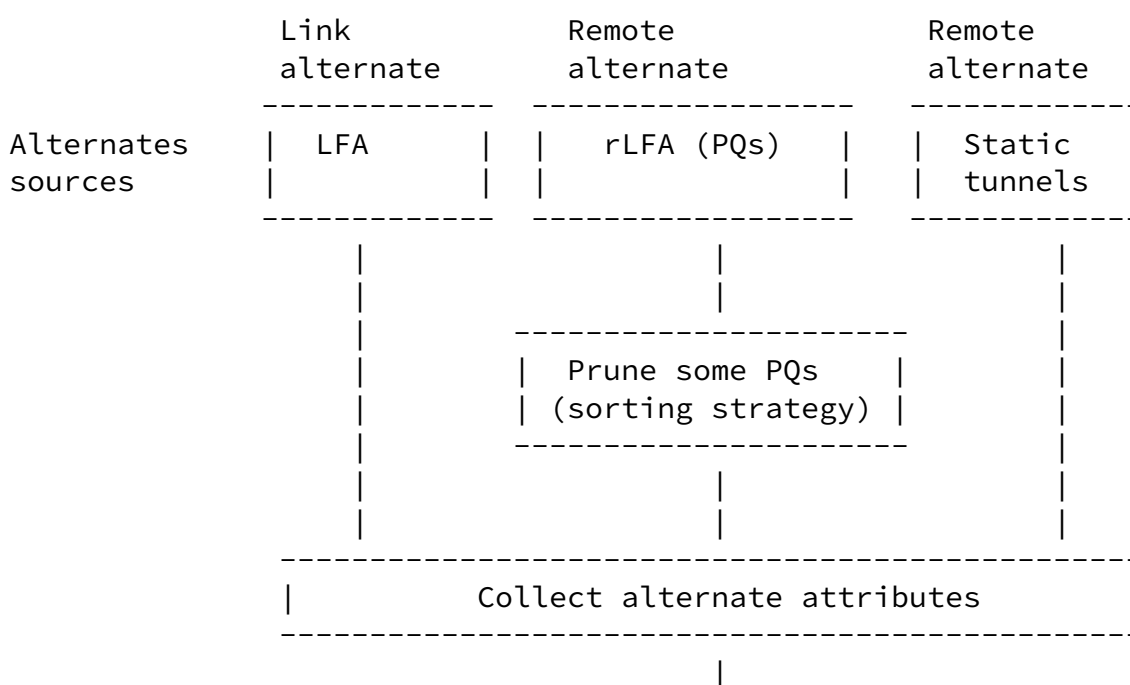 Link Remote Remote
alternate alternate alternate
Alternates LFA rLFA (PQs) Static
sources tunnels
Prune some PQs
(sorting strategy)
Collect alternate attributes